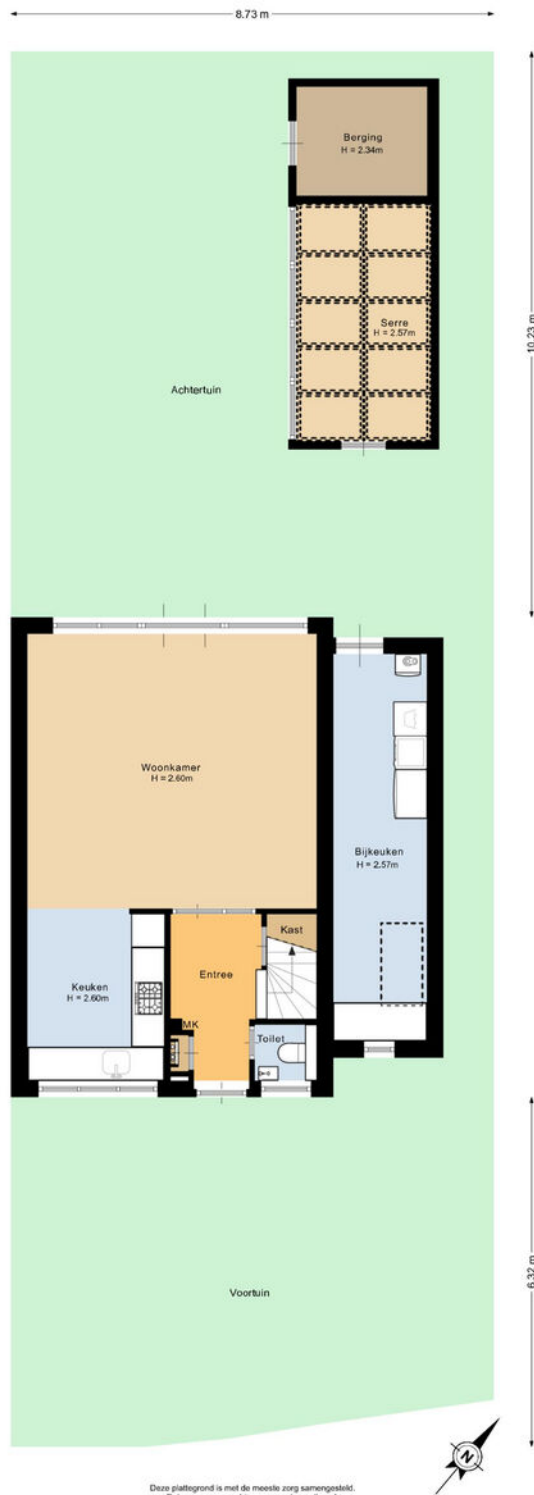 8.73 m
Berging
H = 2.34m
Serre
H = 2.57m
10.23 m
Achtertuin
Woonkamer
H = 2.60m
Bijkeuken
H = 2.57m
Kast
Keuken
H = 2.60m
Entree
MK
Toilet
6.32 m
Voortuin
N
Deze plattegrond is met de meeste zorg samengesteld.